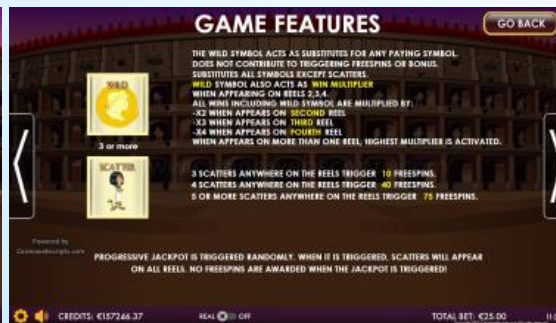 GAME FEATURES
GO BACK
THE WILD SYMBOL ACTS AS SUBSTITUTES FOR ANY PAYING SYMBOL.
DOES NOT CONTRIBUTE TO TRIGGERING FREESPINS OR BONUS.
SUBSTITUTES ALL SYMBOLS EXCEPT SCATTERS.
WILD SYMBOL ALSO ACTS AS WIN MULTIPLIER
WHEN APPEARING ON REELS 2,3,4.
ALL WINS INCLUDING WILD SYMBOL ARE MULTIPLIED BY:
-X2 WHEN APPEARS ON SECOND REEL
-X3 WHEN APPEARS ON THIRD REEL
-X4 WHEN APPEARS ON FOURTH REEL
WHEN APPEARS ON MORE THAN ONE REEL, HIGHEST MULTIPLIER IS ACTIVATED.
WILD
3 or more
SCATTER
3 SCATTERS ANYWHERE ON THE REELS TRIGGER 10 FREESPINS.
4 SCATTERS ANYWHERE ON THE REELS TRIGGER 40 FREESPINS.
5 OR MORE SCATTERS ANYWHERE ON THE REELS TRIGGER 75 FREESPINS.
Powered by
PROGRESSIVE JACKPOT IS TRIGGERED RANDOMLY. WHEN IT IS TRIGGERED, SCATTERS WILL APPEAR
ON ALL REELS. NO FREESPINS ARE AWARDED WHEN THE JACKPOT IS TRIGGERED!
CREDITS: €157246.37
REAL OFF
TOTAL BET: €25.00